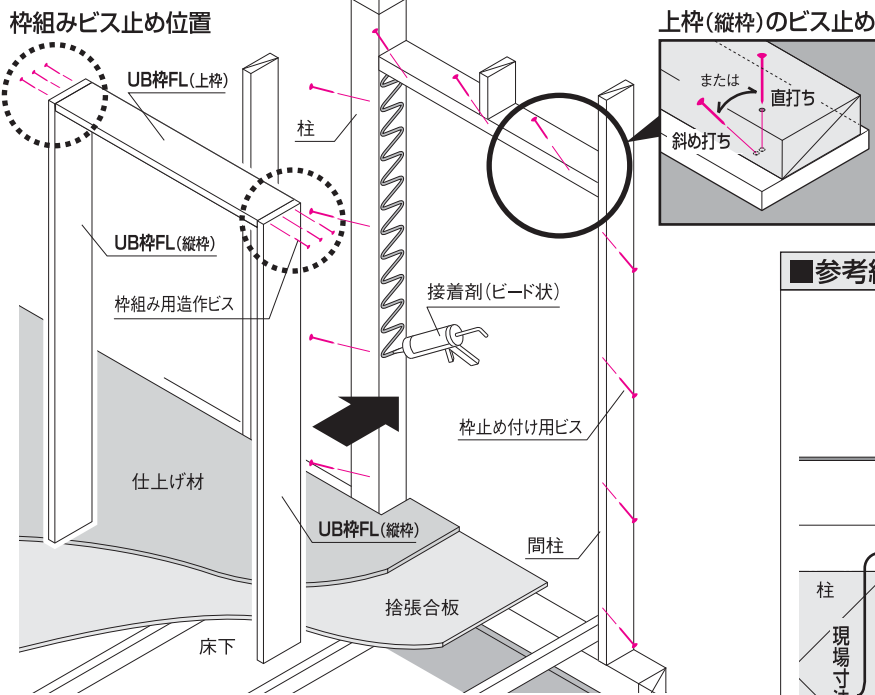 枠組みビス止め位置
上枠(縦枠)のビス止め
UB枠FL(上枠)
柱
または
直打ち
斜め打ち
UB枠FL(縦枠)
枠組み用造作ビス
接着剤(ビード状)
■参考
枠止め付け用ビス
仕上げ材
UB枠FL(縦枠)
間柱
捨張合板
床下
柱
現場寸